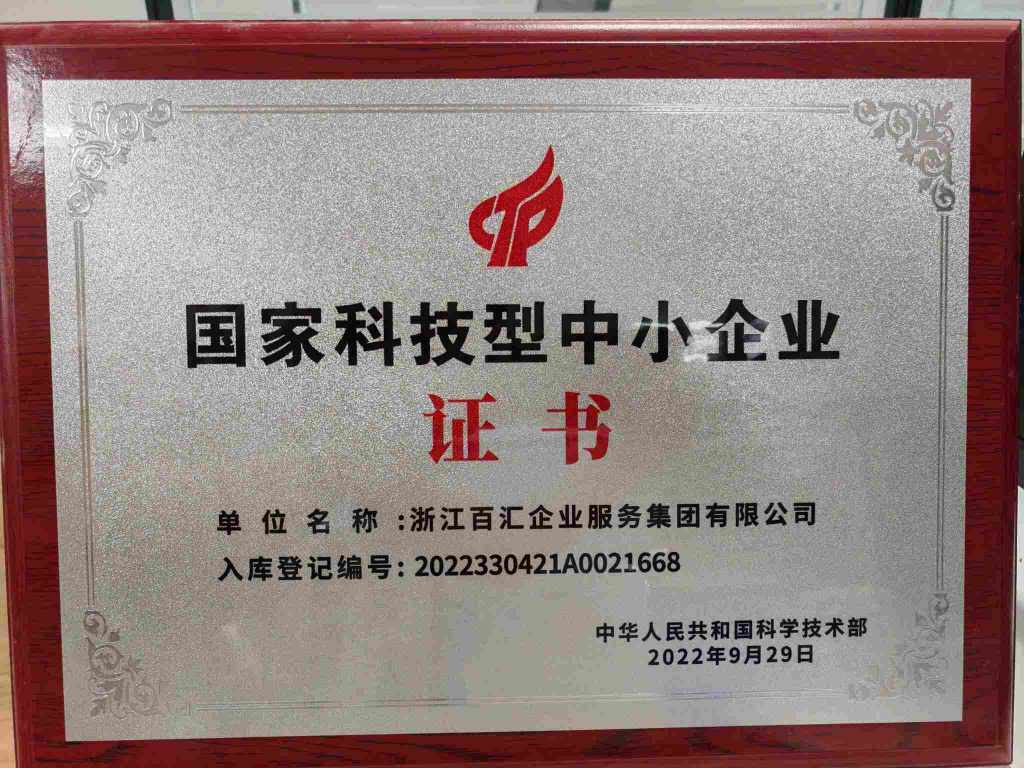 国家科技型中小企业
证书
单位名称:浙江百汇企业服务集团有限公司
入库登记编号:2022330421A0021668
中华人民共和国科学技术部
2022年9月29日